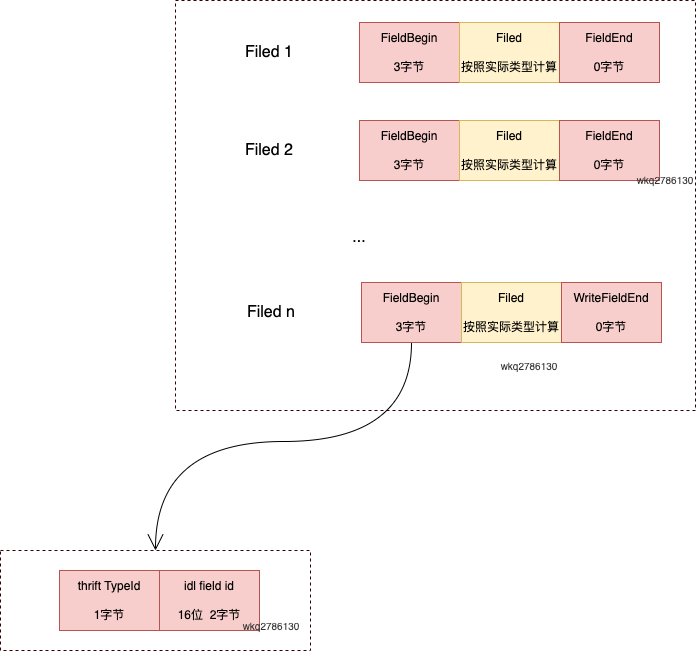 Filed 1
FieldBegin
3字节
Filed
按照实际类型计算
FieldEnd
0字节
Filed 2
FieldBegin
3字节
Filed
按照实际类型计算
FieldEnd
0字节
wkq2786130
...
Filed n
FieldBegin
3字节
Filed
按照实际类型计算
WriteFieldEnd
0字节
wkq2786130
thrift TypeId
1字节
idl field id
16位 2字节
wkq2786130